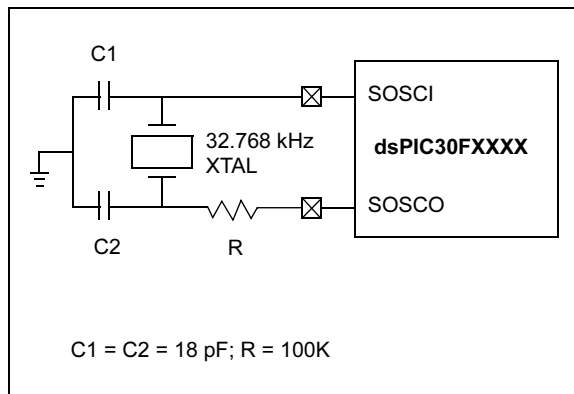 C1
SOSCI
32.768 kHz
XTAL
dsPIC30FXXXX
SOSCO
C2
R
C1 = C2 = 18 pF; R = 100K